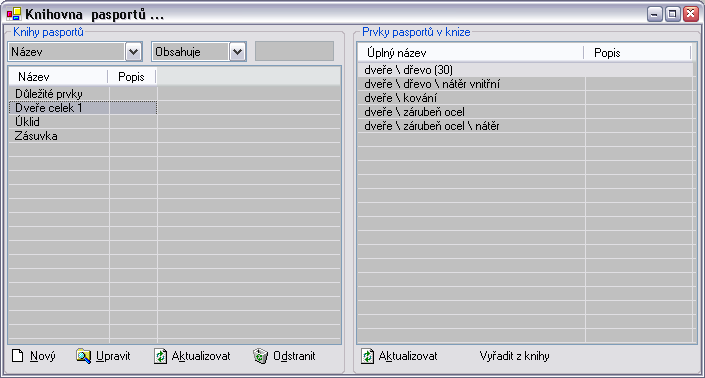 Knihovna pasportů ...
Knihy pasportů
Název Obsahuje
Název Popis
Důležité prvky
Dveře celek 1
Úklid
Zásuvka
Nový Upravit Aktualizovat Odstranit
Prvky pasportů v knize
Úplný název Popis
dveře \ dřevo (30)
dveře \ dřevo \ nátěr vnitřní
dveře \ kování
dveře \ zárubeň ocel
dveře \ zárubeň ocel \ nátěr
Aktualizovat Vyřadit z knihy